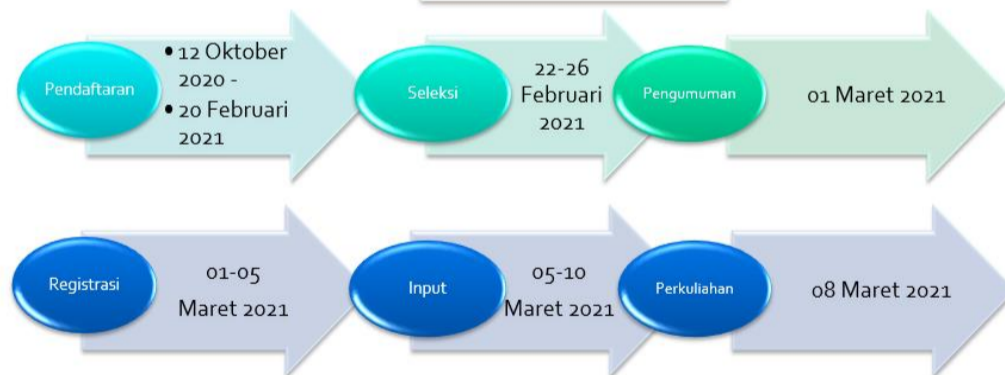 Pendaftaran
• 12 Oktober
2020 -
• 20 Februari
2021
Seleksi
22-26
Februari
2021
Pengumuman
01 Maret 2021
Registrasi
01-05
Maret 2021
Input
05-10
Maret 2021
Perkuliahan
08 Maret 2021